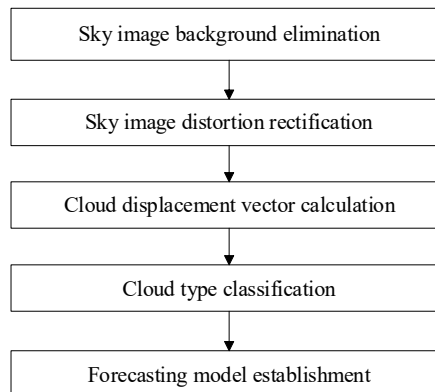 Sky image background elimination
Sky image distortion rectification
Cloud displacement vector calculation
Cloud type classification
Forecasting model establishment